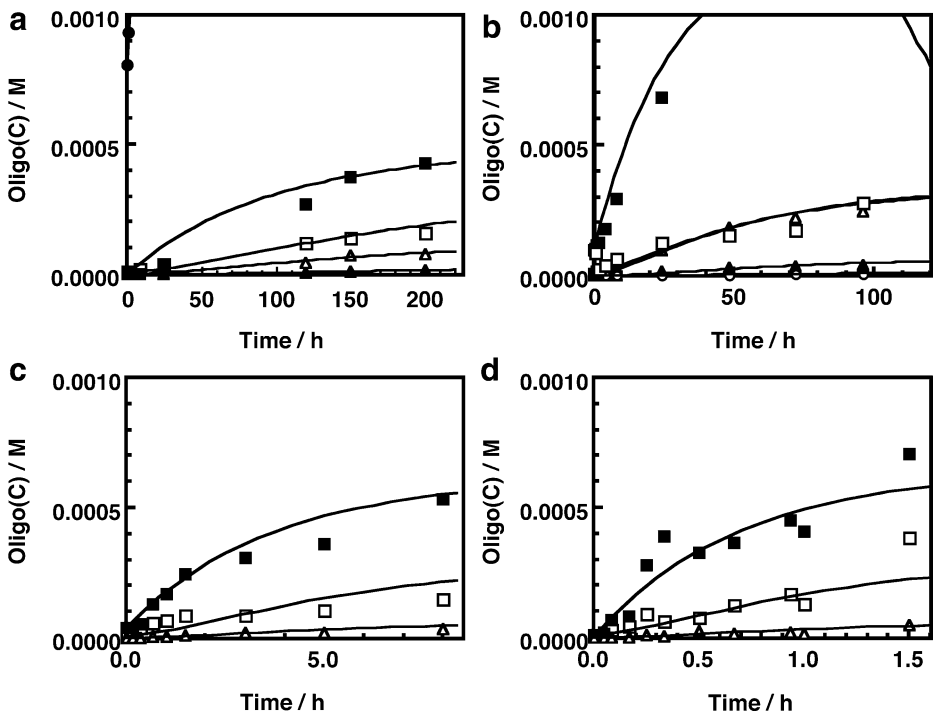 a
0.0010
0.0005
0.0000
Oligo(C) / M
0 50 100 150 200
Time / h
b
0.0010
0.0005
0.0000
Oligo(C) / M
0 50 100
Time / h
c
0.0010
0.0005
0.0000
Oligo(C) / M
0.0 5.0
Time / h
d
0.0010
0.0005
0.0000
Oligo(C) / M
0.0 0.5 1.0 1.5
Time / h